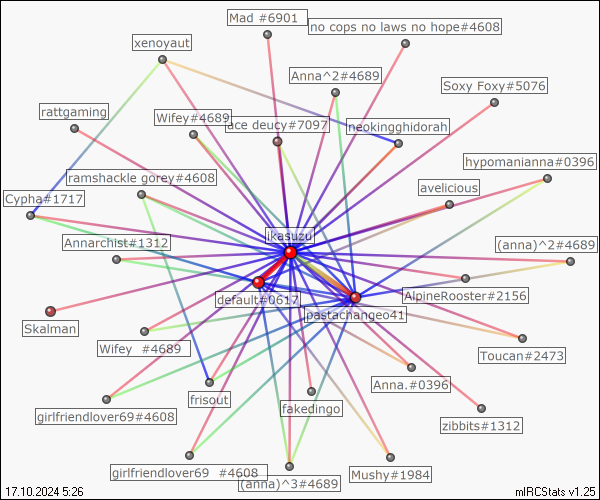 Mad #6901
no cops no laws no hope#4608
xenoyaut
Anna^2#4689
Soxy Foxy#5076
rattgaming
Wifey#4689
ace deucy#7097
neokingghidorah
hypomanianna#0396
ramshackle gorey#4608
avelicious
Cypha#1717
ikasuzu
Annarchist#1312
(anna)^2#4689
default#0617
AlpineRooster#2156
pastachangeo41
Skalman
Wifey  #4689
Toucan#2473
frisout
Anna.#0396
fakedingo
girlfriendlover69#4608
zibbits#1312
girlfriendlover69  #4608
(anna)^3#4689
Mushy#1984
17.10.2024 5:26
mIRCStats v1.25